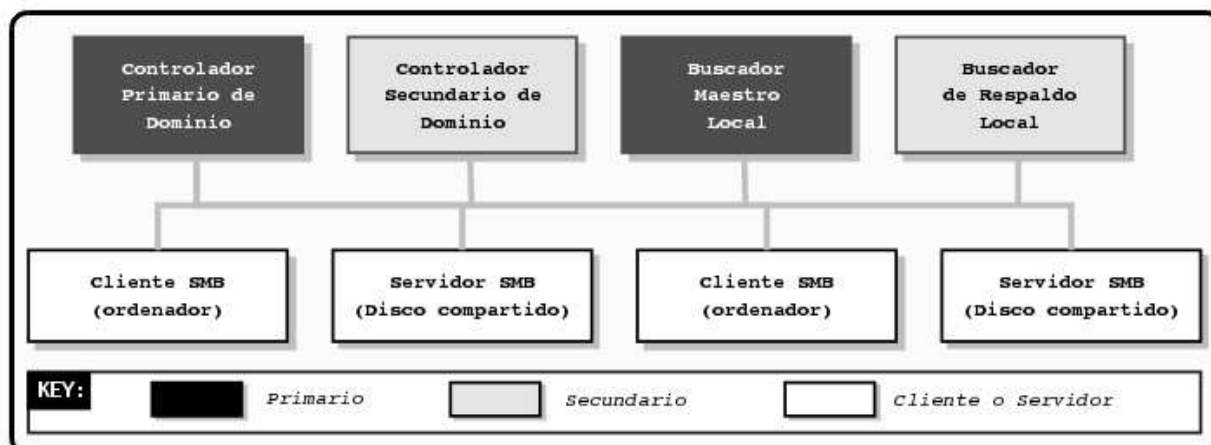 Controlador
Primario de
Dominio
Controlador
Secundario de
Dominio
Buscador
Maestro
Local
Buscador
de Respaldo
Local
Cliente SMB
(ordenador)
Servidor SMB
(Disco compartido)
Cliente SMB
(ordenador)
Servidor SMB
(Disco compartido)
KEY:
Primario
Secundario
Cliente o Servidor